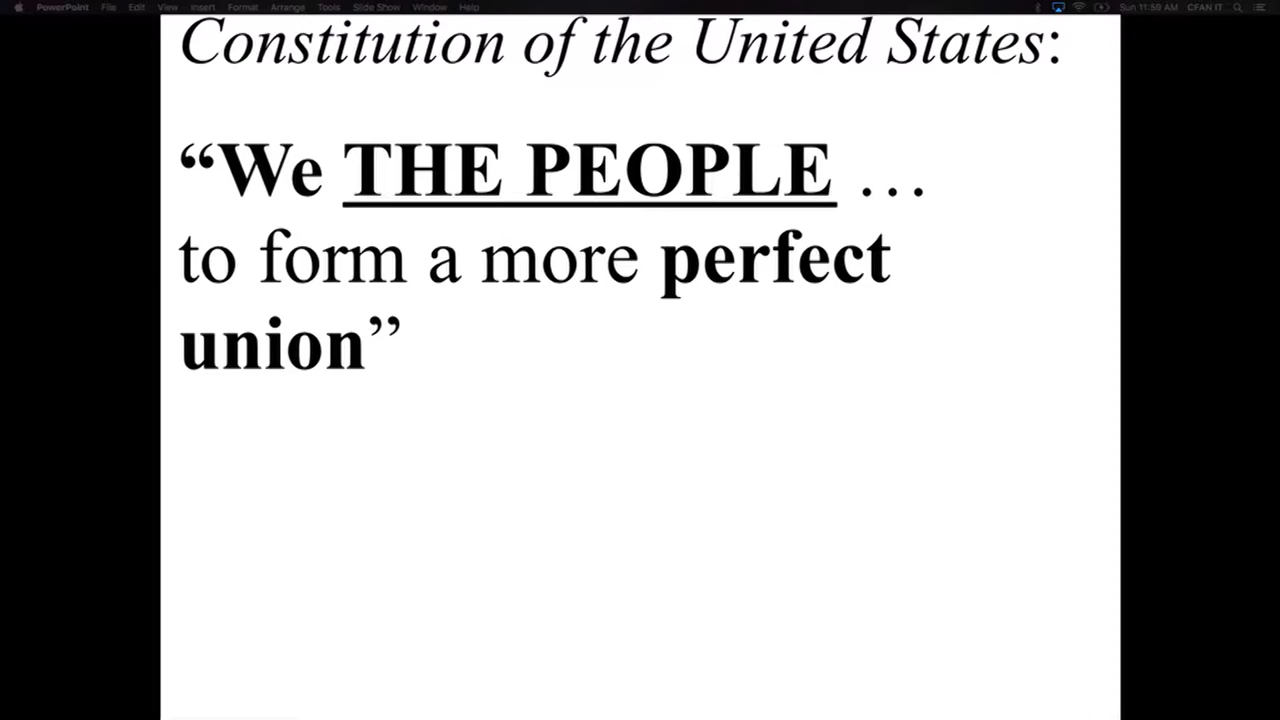 PowerPoint File Edit View Insert Format Arrange Tools Slide Show Window Help Sun 11:59 AM CFAN IT
Constitution of the United States:
“We THE PEOPLE …
to form a more perfect
union”